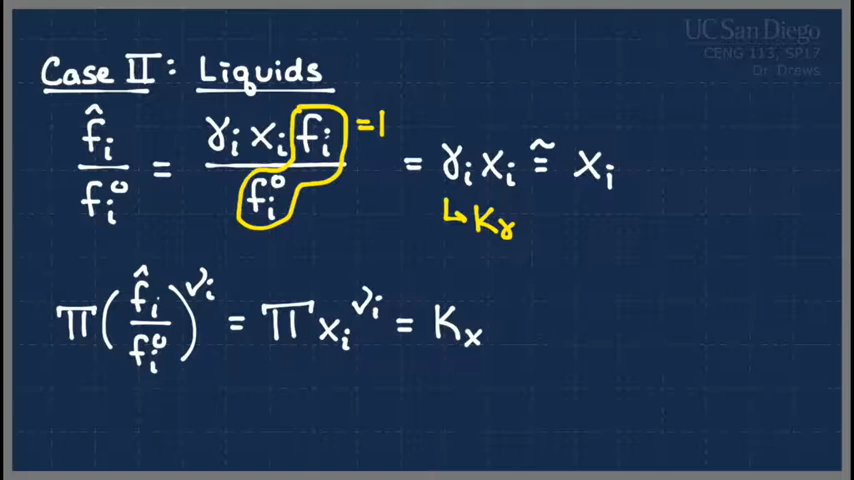 UC San Diego
CENG 113, SP17
Dr Drews
Case II: Liquids
f̂ᵢ/fᵢ° = γᵢ xᵢ fᵢ/fᵢ° = γᵢ xᵢ ≅ xᵢ
=1
↳ Kγ
π(f̂ᵢ/fᵢ°)^νᵢ = π xᵢ^νᵢ = Kₓ